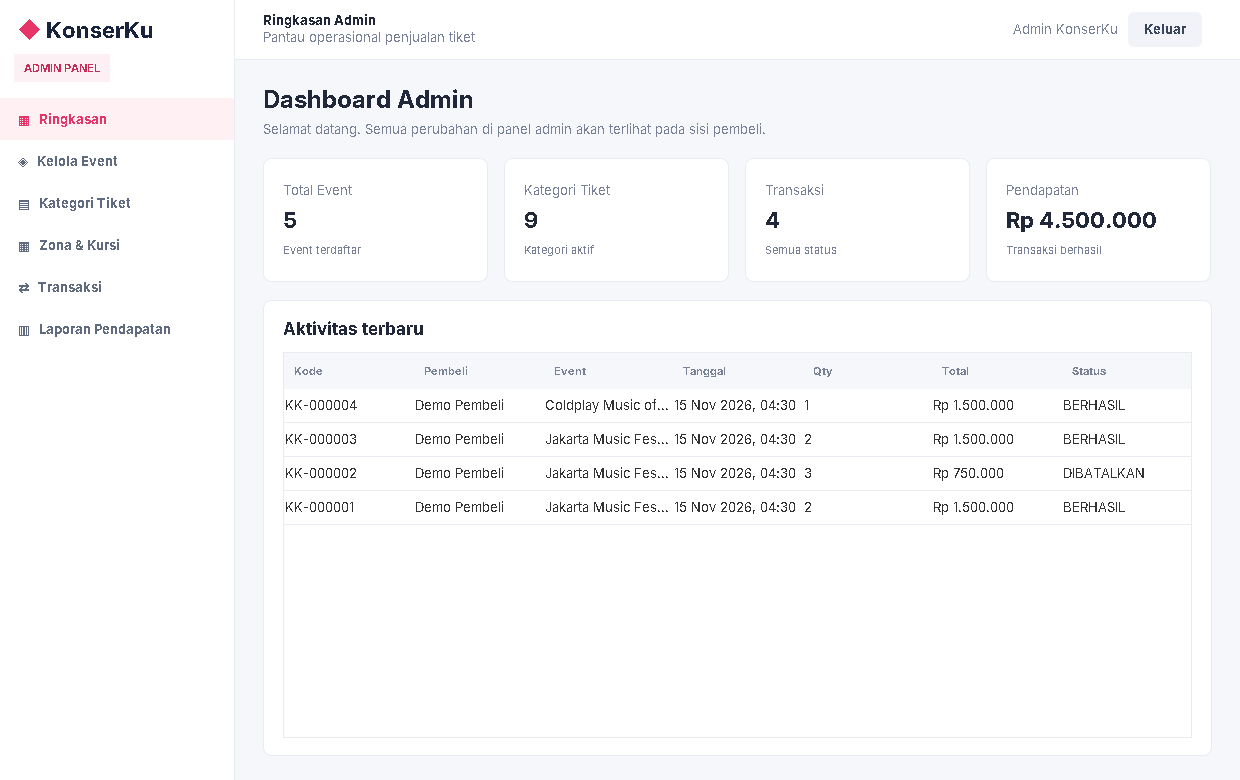 KonserKu
ADMIN PANEL
Ringkasan
Kelola Event
Kategori Tiket
Zona & Kursi
Transaksi
Laporan Pendapatan
Ringkasan Admin
Pantau operasional penjualan tiket
Admin KonserKu
Keluar
Dashboard Admin
Selamat datang. Semua perubahan di panel admin akan terlihat pada sisi pembeli.
Total Event
5
Event terdaftar
Kategori Tiket
9
Kategori aktif
Transaksi
4
Semua status
Pendapatan
Rp 4.500.000
Transaksi berhasil
Aktivitas terbaru
Kode Pembeli Event Tanggal Qty Total Status
KK-000004 Demo Pembeli Coldplay Music of... 15 Nov 2026, 04:30 1 Rp 1.500.000 BERHASIL
KK-000003 Demo Pembeli Jakarta Music Fes... 15 Nov 2026, 04:30 2 Rp 1.500.000 BERHASIL
KK-000002 Demo Pembeli Jakarta Music Fes... 15 Nov 2026, 04:30 3 Rp 750.000 DIBATALKAN
KK-000001 Demo Pembeli Jakarta Music Fes... 15 Nov 2026, 04:30 2 Rp 1.500.000 BERHASIL